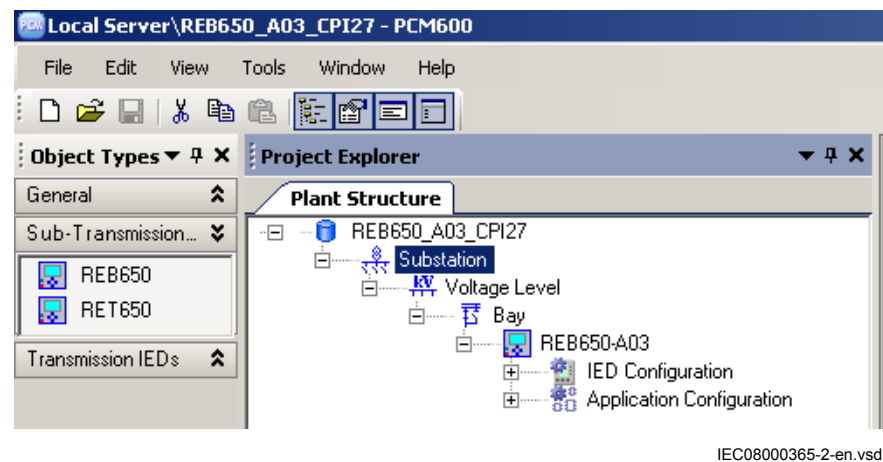 PCM Local Server\REB650_A03_CPI27 - PCM600
File Edit View Tools Window Help
Object Types
General
Sub-Transmission...
REB650
RET650
Transmission IEDs
Project Explorer
Plant Structure
REB650_A03_CPI27
Substation
KV Voltage Level
Bay
REB650-A03
IED Configuration
Application Configuration
IEC08000365-2-en.vsd